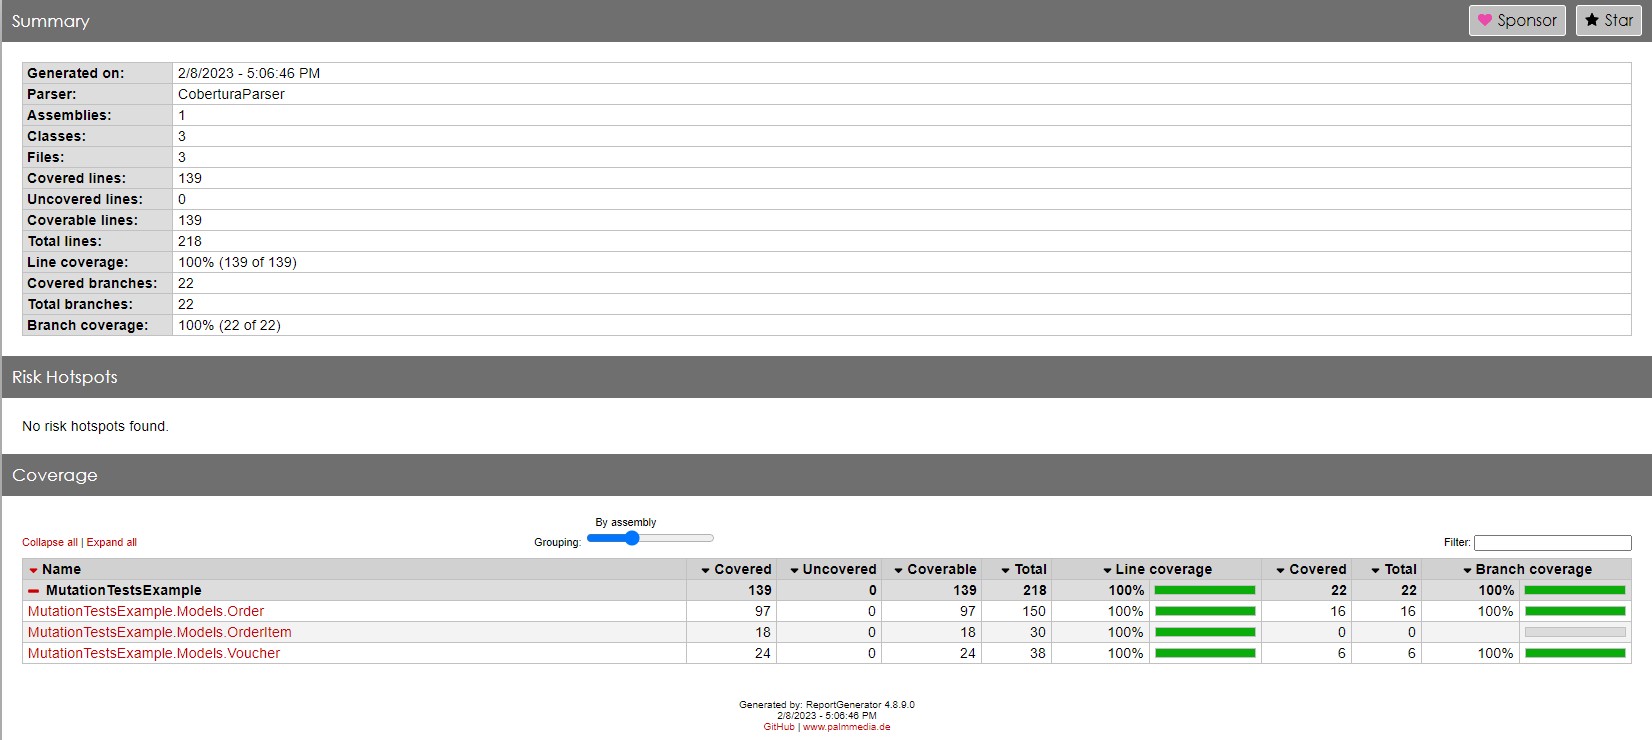 Summary
Sponsor Star
Generated on: 2/8/2023 - 5:06:46 PM
Parser: CoberturaParser
Assemblies: 1
Classes: 3
Files: 3
Covered lines: 139
Uncovered lines: 0
Coverable lines: 139
Total lines: 218
Line coverage: 100% (139 of 139)
Covered branches: 22
Total branches: 22
Branch coverage: 100% (22 of 22)
Risk Hotspots
No risk hotspots found.
Coverage
By assembly
Collapse all | Expand all Grouping: Filter:
Name Covered Uncovered Coverable Total Line coverage Covered Total Branch coverage
MutationTestsExample 139 0 139 218 100% 22 22 100%
MutationTestsExample.Models.Order 97 0 97 150 100% 16 16 100%
MutationTestsExample.Models.OrderItem 18 0 18 30 100% 0 0
MutationTestsExample.Models.Voucher 24 0 24 38 100% 6 6 100%
Generated by: ReportGenerator 4.8.9.0
2/8/2023 - 5:06:46 PM
GitHub | www.palmmedia.de